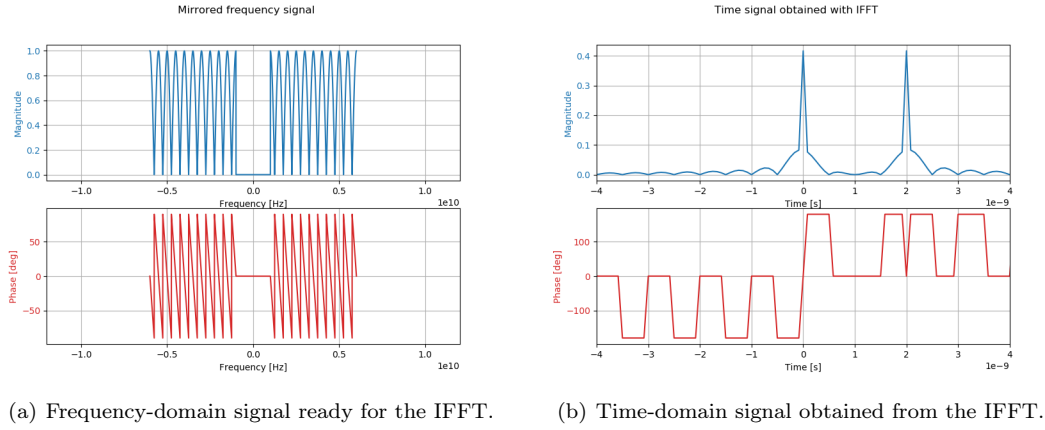 Mirrored frequency signal
1.0
0.8
0.6
0.4
0.2
0.0
Magnitude
−1.0 −0.5 0.0 0.5 1.0
Frequency [Hz]
1e10
50
0
−50
Phase [deg]
−1.0 −0.5 0.0 0.5 1.0
Frequency [Hz]
1e10
(a) Frequency-domain signal ready for the IFFT.
Time signal obtained with IFFT
0.4
0.3
0.2
0.1
0.0
Magnitude
−4 −3 −2 −1 0 1 2 3 4
Time [s]
1e−9
100
0
−100
Phase [deg]
−4 −3 −2 −1 0 1 2 3 4
Time [s]
1e−9
(b) Time-domain signal obtained from the IFFT.